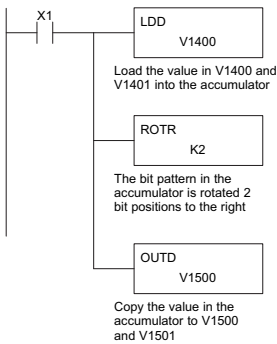 X1
LDD
V1400
Load the value in V1400 and
V1401 into the accumulator
ROTR
K2
The bit pattern in the
accumulator is rotated 2
bit positions to the right
OUTD
V1500
Copy the value in the
accumulator to V1500
and V1501